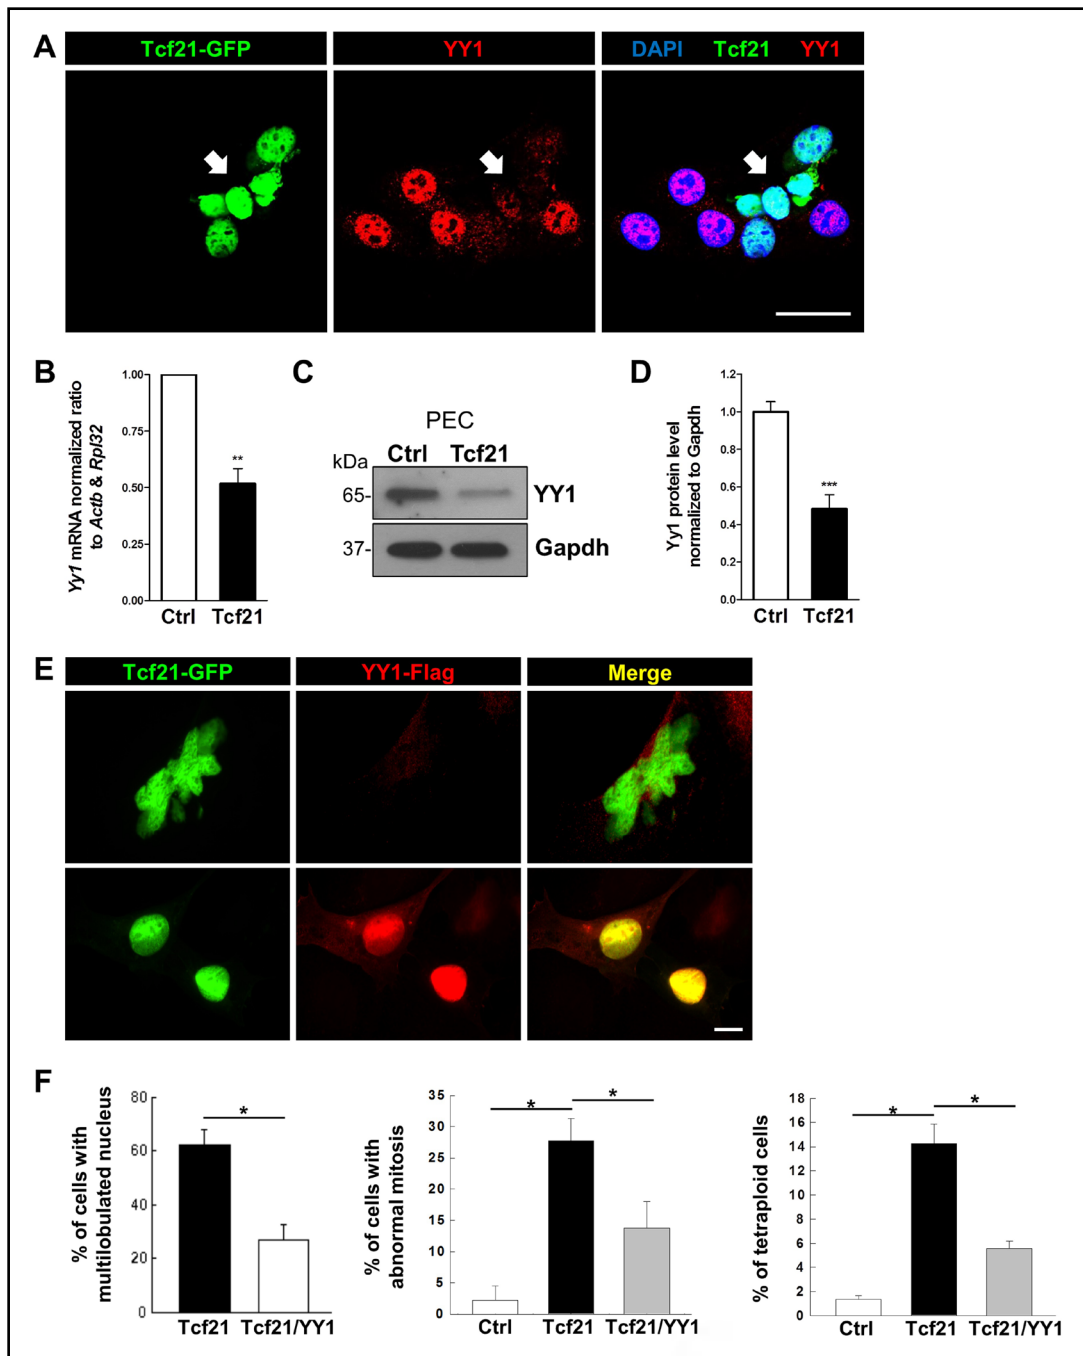 A
Tcf21-GFP
YY1
DAPI Tcf21 YY1
B
Yy1 mRNA normalized ratio
to Actb & Rpl32
1.00
0.75
0.50
0.25
0.00
**
Ctrl Tcf21
C
PEC
kDa Ctrl Tcf21
65- YY1
37- Gapdh
D
Yy1 protein level
normalized to Gapdh
1.2
1.0
0.8
0.6
0.4
0.2
0.0
***
Ctrl Tcf21
E
Tcf21-GFP
YY1-Flag
Merge
F
% of cells with
multilobulated nucleus
80
60
40
20
0
*
Tcf21 Tcf21/YY1
% of cells with
abnormal mitosis
35
30
25
20
15
10
5
0
* *
Ctrl Tcf21 Tcf21/YY1
% of tetraploid cells
18
16
14
12
10
8
6
4
2
0
* *
Ctrl Tcf21 Tcf21/YY1